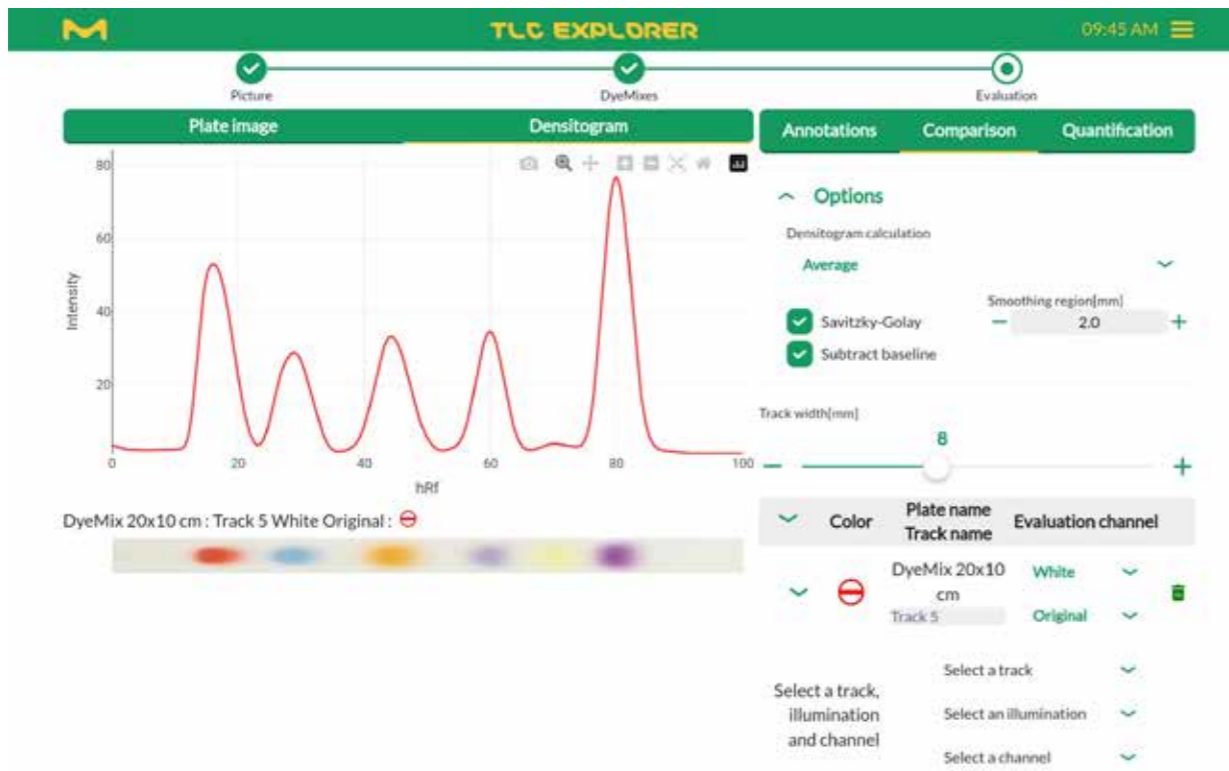 TLC EXPLORER
09:45 AM
Picture
DyeMixes
Evaluation
Plate image
Densitogram
Annotations
Comparison
Quantification
Options
Densitogram calculation
Average
Smoothing region[mm]
Savitzky-Golay
2.0
Subtract baseline
Track width[mm]
8
80
60
40
20
Intensity
0
20
40
60
80
100
hRf
DyeMix 20x10 cm : Track 5 White Original :
Color
Plate name
Track name
Evaluation channel
DyeMix 20x10
cm
Track 5
White
Original
Select a track,
illumination
and channel
Select a track
Select an illumination
Select a channel